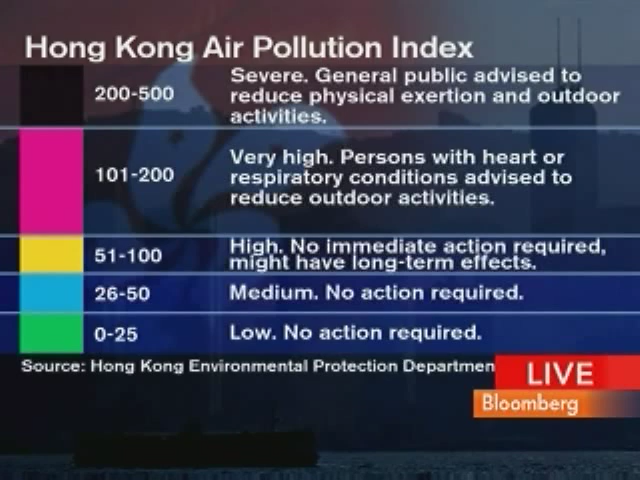 Hong Kong Air Pollution Index
200-500
Severe. General public advised to
reduce physical exertion and outdoor
activities.
101-200
Very high. Persons with heart or
respiratory conditions advised to
reduce outdoor activities.
51-100
High. No immediate action required,
might have long-term effects.
26-50
Medium. No action required.
0-25
Low. No action required.
Source: Hong Kong Environmental Protection Departmen
LIVE
Bloomberg